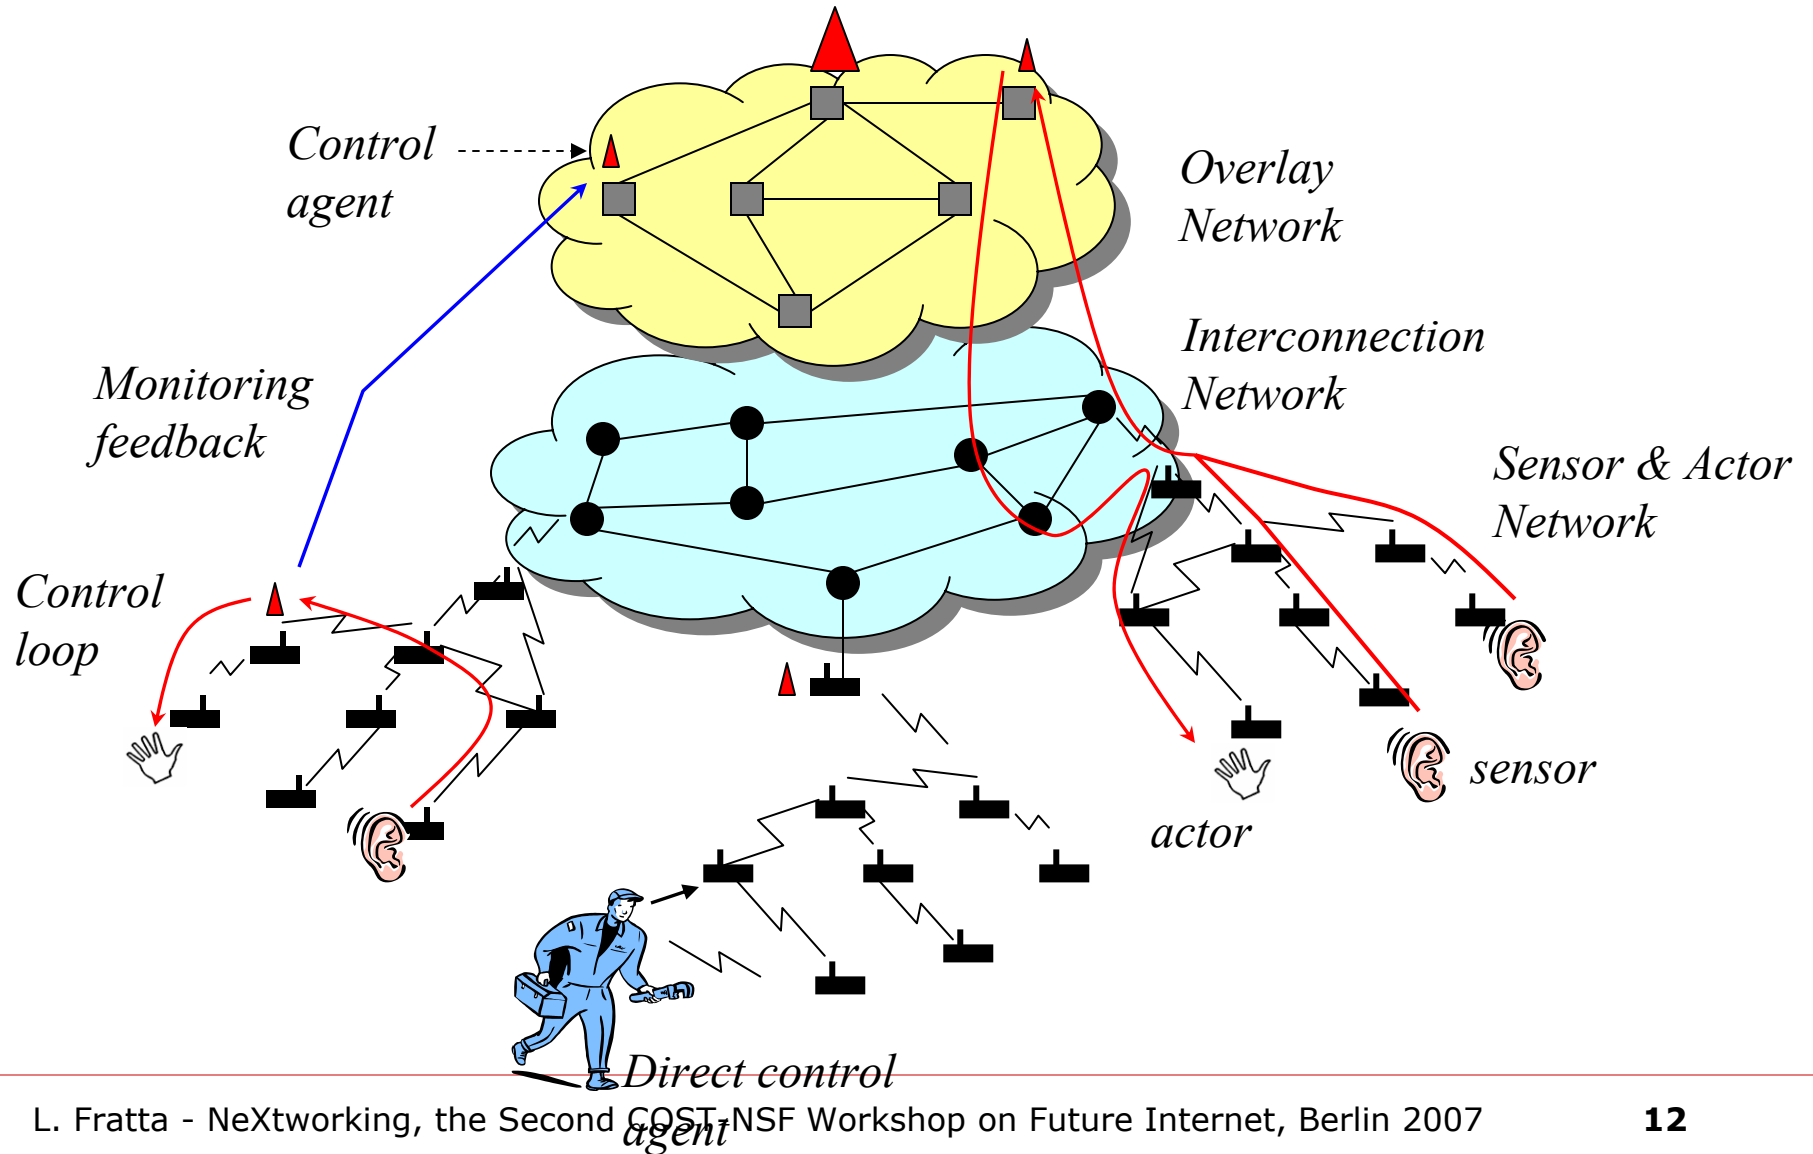 Control
agent
Overlay
Network
Interconnection
Network
Monitoring
feedback
Sensor & Actor
Network
Control
loop
sensor
actor
Direct control
agent
L. Fratta - NeXtworking, the Second COST-NSF Workshop on Future Internet, Berlin 2007
12